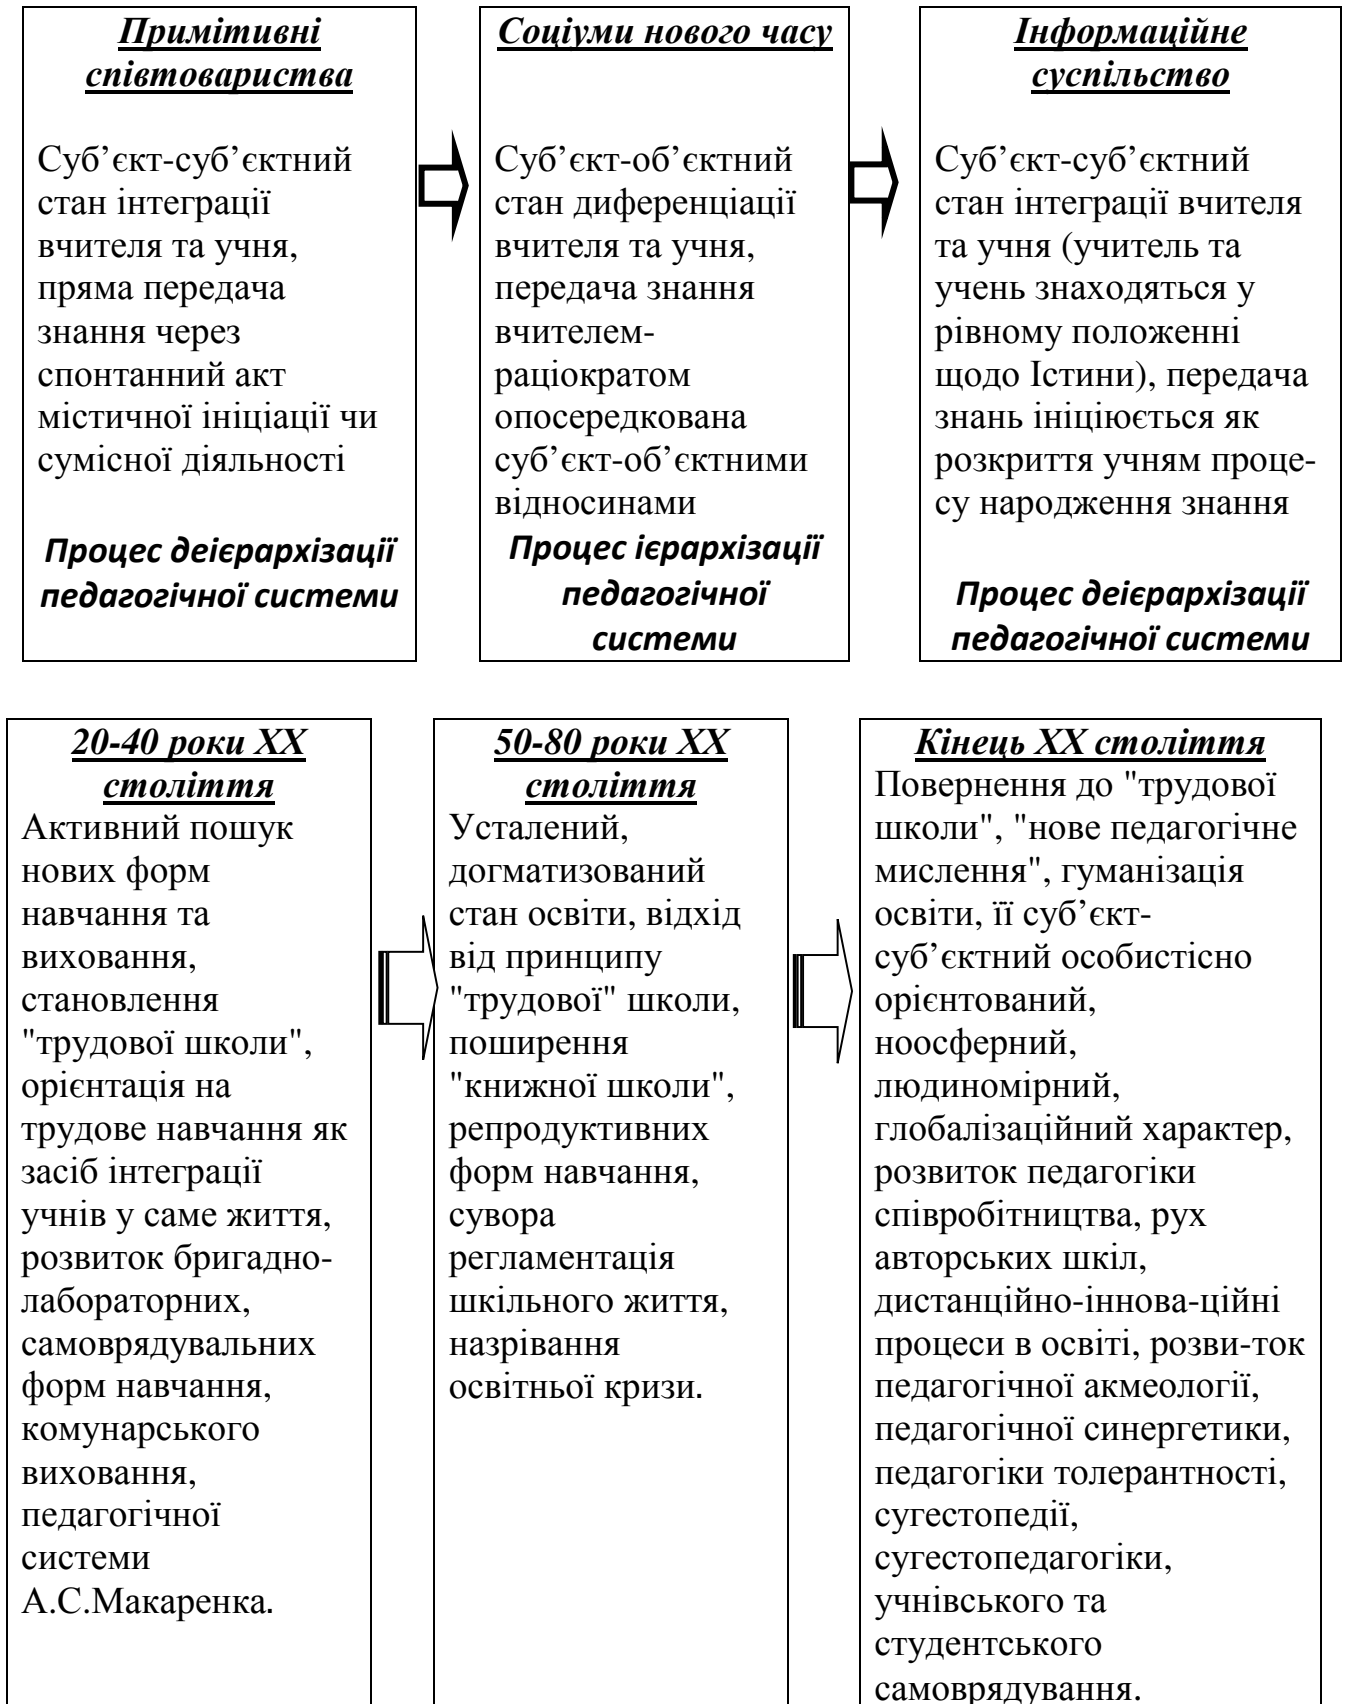 Примітивні
співтовариства
Суб’єкт-суб’єктний
стан інтеграції
вчителя та учня,
пряма передача
знання через
спонтанний акт
містичної ініціації чи
сумісної діяльності
Процес деієрархізації
педагогічної системи
Соціуми нового часу
Суб’єкт-об’єктний
стан диференціації
вчителя та учня,
передача знання
вчителем-
раціократом
опосередкована
суб’єкт-об’єктними
відносинами
Процес ієрархізації
педагогічної
системи
Інформаційне
суспільство
Суб’єкт-суб’єктний
стан інтеграції вчителя
та учня (учитель та
учень знаходяться у
рівному положенні
щодо Істини), передача
знань ініціюється як
розкриття учням проце-
су народження знання
Процес деієрархізації
педагогічної системи
20-40 роки ХХ
століття
Активний пошук
нових форм
навчання та
виховання,
становлення
"трудової школи",
орієнтація на
трудове навчання як
засіб інтеграції
учнів у саме життя,
розвиток бригадно-
лабораторних,
самоврядувальних
форм навчання,
комунарського
виховання,
педагогічної
системи
А.С.Макаренка.
50-80 роки ХХ
століття
Усталений,
догматизований
стан освіти, відхід
від принципу
"трудової" школи,
поширення
"книжної школи",
репродуктивних
форм навчання,
сувора
регламентація
шкільного життя,
назрівання
освітньої кризи.
Кінець ХХ століття
Повернення до "трудової
школи", "нове педагогічне
мислення", гуманізація
освіти, її суб’єкт-
суб’єктний особистісно
орієнтований,
ноосферний,
людиномірний,
глобалізаційний характер,
розвиток педагогіки
співробітництва, рух
авторських шкіл,
дистанційно-іннова-ційні
процеси в освіті, розви-ток
педагогічної акмеології,
педагогічної синергетики,
педагогіки толерантності,
сугестопедії,
сугестопедагогіки,
учнівського та
студентського
самоврядування.